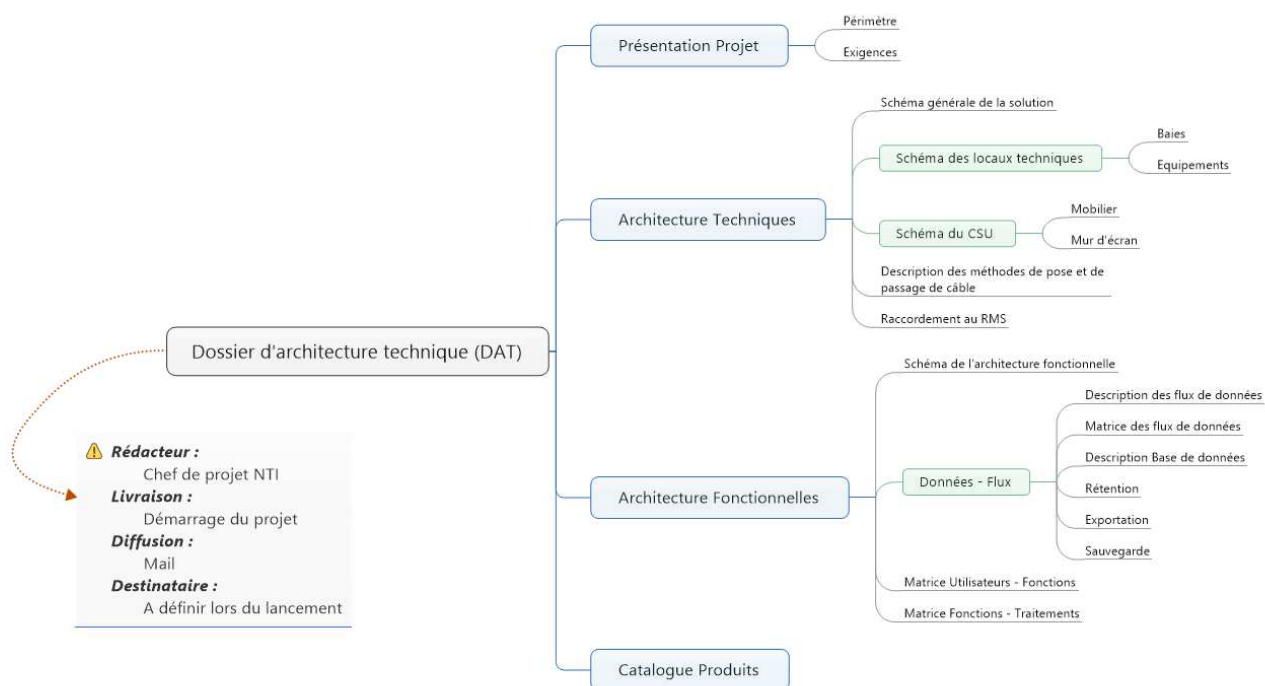 Dossier d'architecture technique (DAT)
Rédacteur :
Chef de projet NTI
Livraison :
Démarrage du projet
Diffusion :
Mail
Destinataire :
A définir lors du lancement
Présentation Projet
Périmètre
Exigences
Architecture Techniques
Schéma générale de la solution
Schéma des locaux techniques
Baies
Equipements
Schéma du CSU
Mobilier
Mur d'écran
Description des méthodes de pose et de
passage de câble
Raccordement au RMS
Architecture Fonctionnelles
Schéma de l'architecture fonctionnelle
Données - Flux
Description des flux de données
Matrice des flux de données
Description Base de données
Rétention
Exportation
Sauvegarde
Matrice Utilisateurs - Fonctions
Matrice Fonctions - Traitements
Catalogue Produits